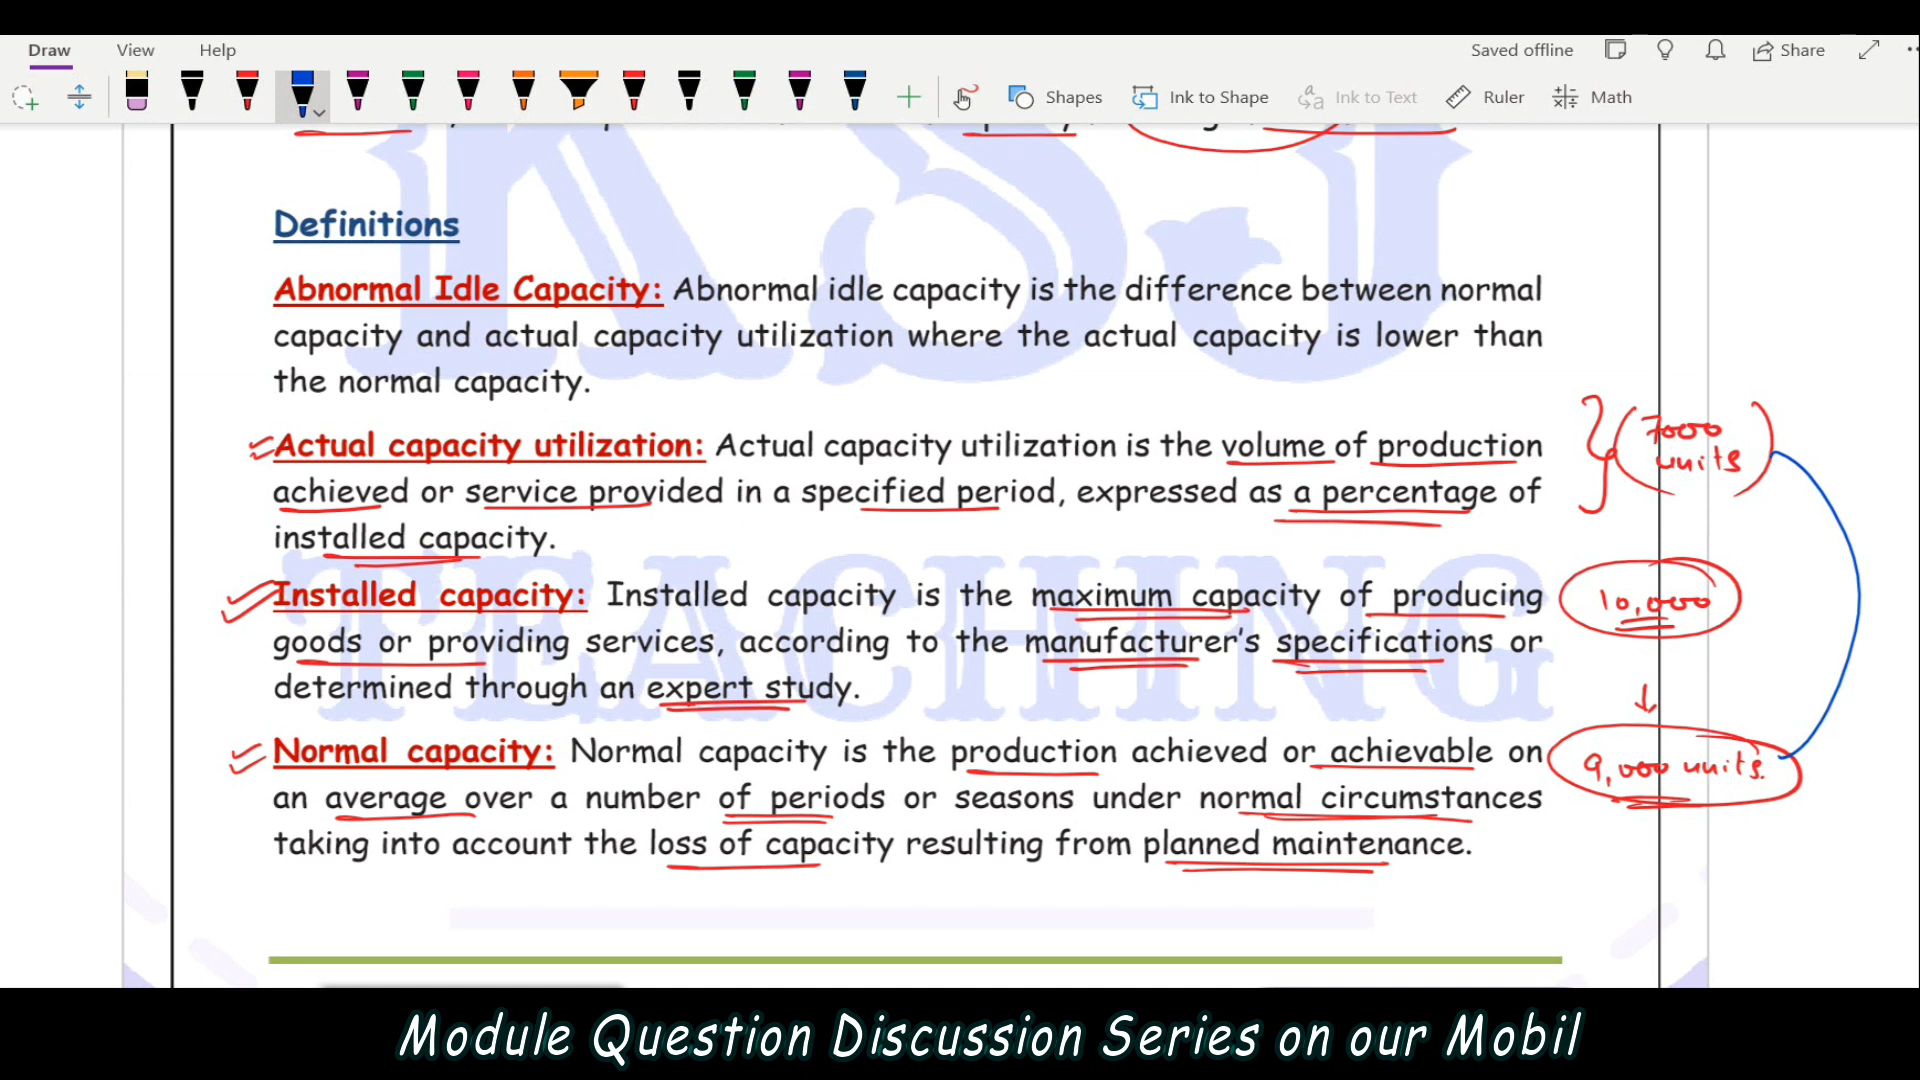 Draw View Help Saved offline Share
Shapes Ink to Shape Ink to Text Ruler Math
Definitions
Abnormal Idle Capacity: Abnormal idle capacity is the difference between normal
capacity and actual capacity utilization where the actual capacity is lower than
the normal capacity.
Actual capacity utilization: Actual capacity utilization is the volume of production
achieved or service provided in a specified period, expressed as a percentage of
installed capacity.
7000
units
Installed capacity: Installed capacity is the maximum capacity of producing
goods or providing services, according to the manufacturer's specifications or
determined through an expert study.
10,000
Normal capacity: Normal capacity is the production achieved or achievable on
an average over a number of periods or seasons under normal circumstances
taking into account the loss of capacity resulting from planned maintenance.
9,000 units.
KSJ
TEACHING
Module Question Discussion Series on our Mobil